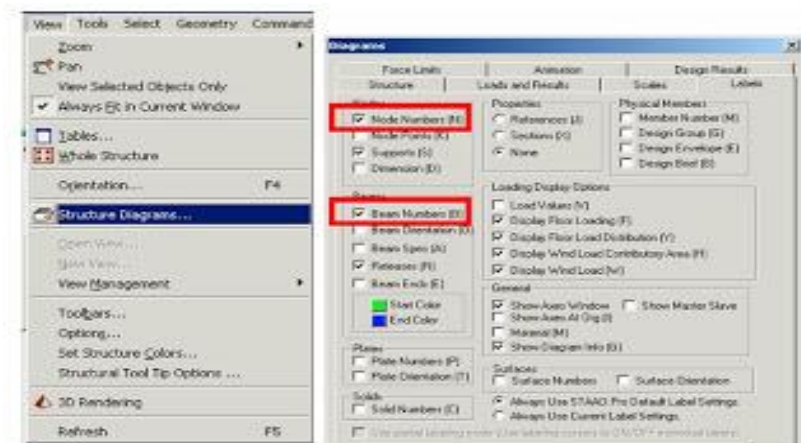 View Tools Select Geometry Command
Zoom
Pan
View Selected Objects Only
Always Fit in Current Window
Tables...
Whole Structure
Orientation... F4
Structure Diagrams...
Open View...
View Management
Toolbars...
Options...
Set Structure Colors...
Structural Tool Tip Options ...
3D Rendering
Refresh F5
Diagrams
Force Limits Animation Design Results
Structure Loads and Results Scales Labels
Node Numbers (N)
Node Points (K)
Supports (S)
Dimension (D)
Properties
References (J)
Sections (X)
None
Physical Members
Member Number (M)
Design Group (G)
Design Envelope (E)
Design Brief (B)
Beam Numbers (B)
Beam Orientation (O)
Beam Spec (A)
Releases (R)
Beam Ends (E)
Start Color
End Color
Loading Display Options
Load Values (V)
Display Floor Loading (F)
Display Floor Load Distribution (Y)
Display Wind Load Contributory Area (H)
Display Wind Load (W)
General
Show Axes Window Show Master Slave
Show Axes At Orig (I)
Material (M)
Show Diagram Info (G)
Plates
Plate Numbers (P)
Plate Orientation (T)
Solids
Solid Numbers (C)
Surfaces
Surface Numbers Surface Orientation
Always Use STAAD.Pro Default Label Settings.
Always Use Current Label Settings.